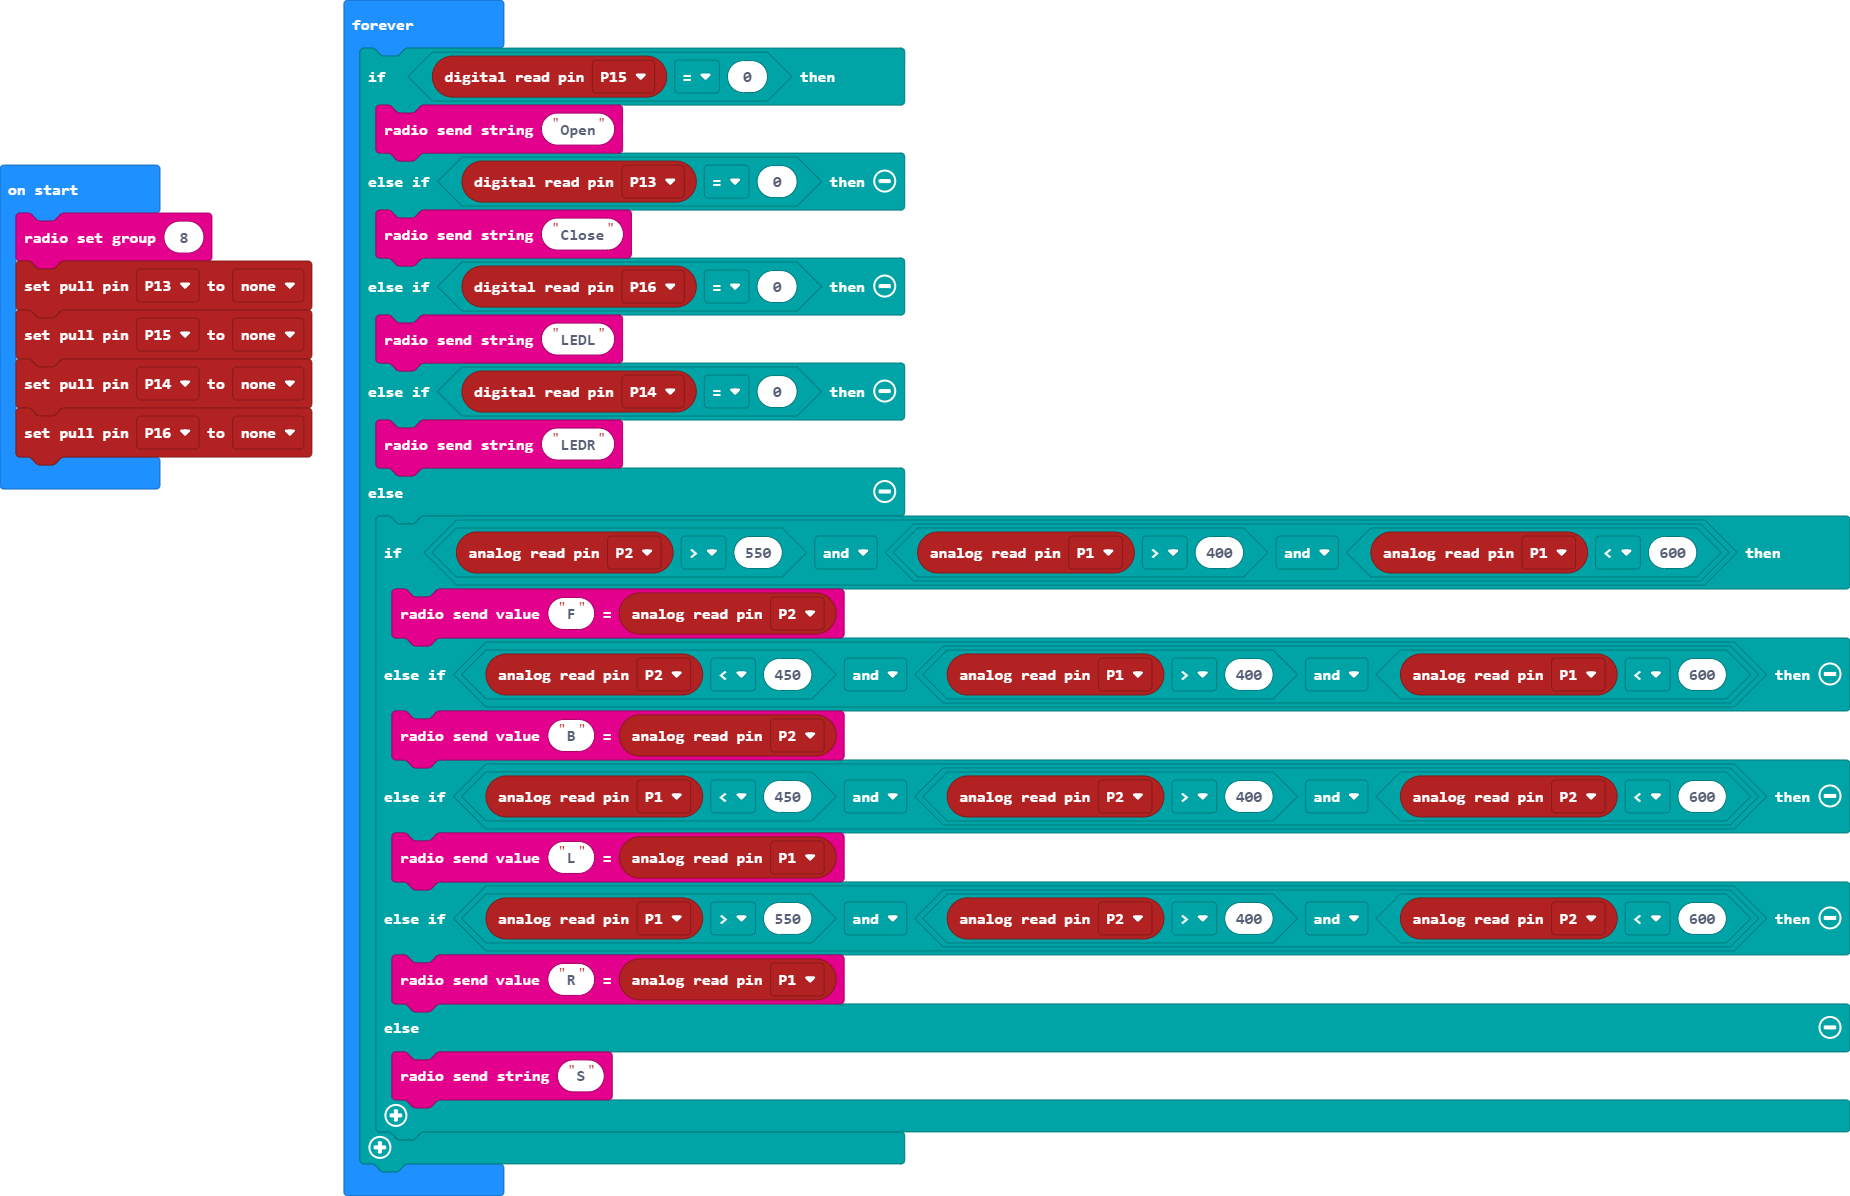 on start
radio set group 8
set pull pin P13 to none
set pull pin P15 to none
set pull pin P14 to none
set pull pin P16 to none
forever
if digital read pin P15 = 0 then
radio send string "Open"
else if digital read pin P13 = 0 then
radio send string "Close"
else if digital read pin P16 = 0 then
radio send string "LEDL"
else if digital read pin P14 = 0 then
radio send string "LEDR"
else
if analog read pin P2 > 550 and analog read pin P1 > 400 and analog read pin P1 < 600 then
radio send value "F" = analog read pin P2
else if analog read pin P2 < 450 and analog read pin P1 > 400 and analog read pin P1 < 600 then
radio send value "B" = analog read pin P2
else if analog read pin P1 < 450 and analog read pin P2 > 400 and analog read pin P2 < 600 then
radio send value "L" = analog read pin P1
else if analog read pin P1 > 550 and analog read pin P2 > 400 and analog read pin P2 < 600 then
radio send value "R" = analog read pin P1
else
radio send string "S"